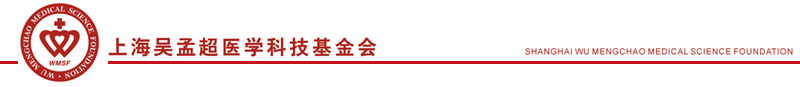 WU MENGCHAO MEDICAL SCIENCE FOUNDATION
WMSF
上海吴孟超医学科技基金会
SHANGHAI WU MENGCHAO MEDICAL SCIENCE FOUNDATION